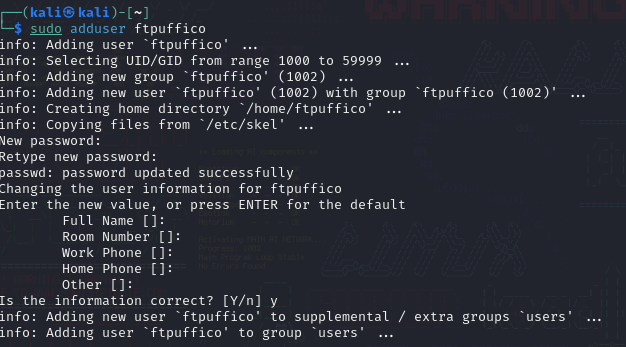 ┌──(kali㉿kali)-[~]
└─$ sudo adduser ftpuffico
info: Adding user `ftpuffico' ...
info: Selecting UID/GID from range 1000 to 59999 ...
info: Adding new group `ftpuffico' (1002) ...
info: Adding new user `ftpuffico' (1002) with group `ftpuffico (1002)' ...
info: Creating home directory `/home/ftpuffico' ...
info: Copying files from `/etc/skel' ...
New password:
Retype new password:
passwd: password updated successfully
Changing the user information for ftpuffico
Enter the new value, or press ENTER for the default
Full Name []:
Room Number []:
Work Phone []:
Home Phone []:
Other []:
Is the information correct? [Y/n] y
info: Adding new user `ftpuffico' to supplemental / extra groups `users' ...
info: Adding user `ftpuffico' to group `users' ...